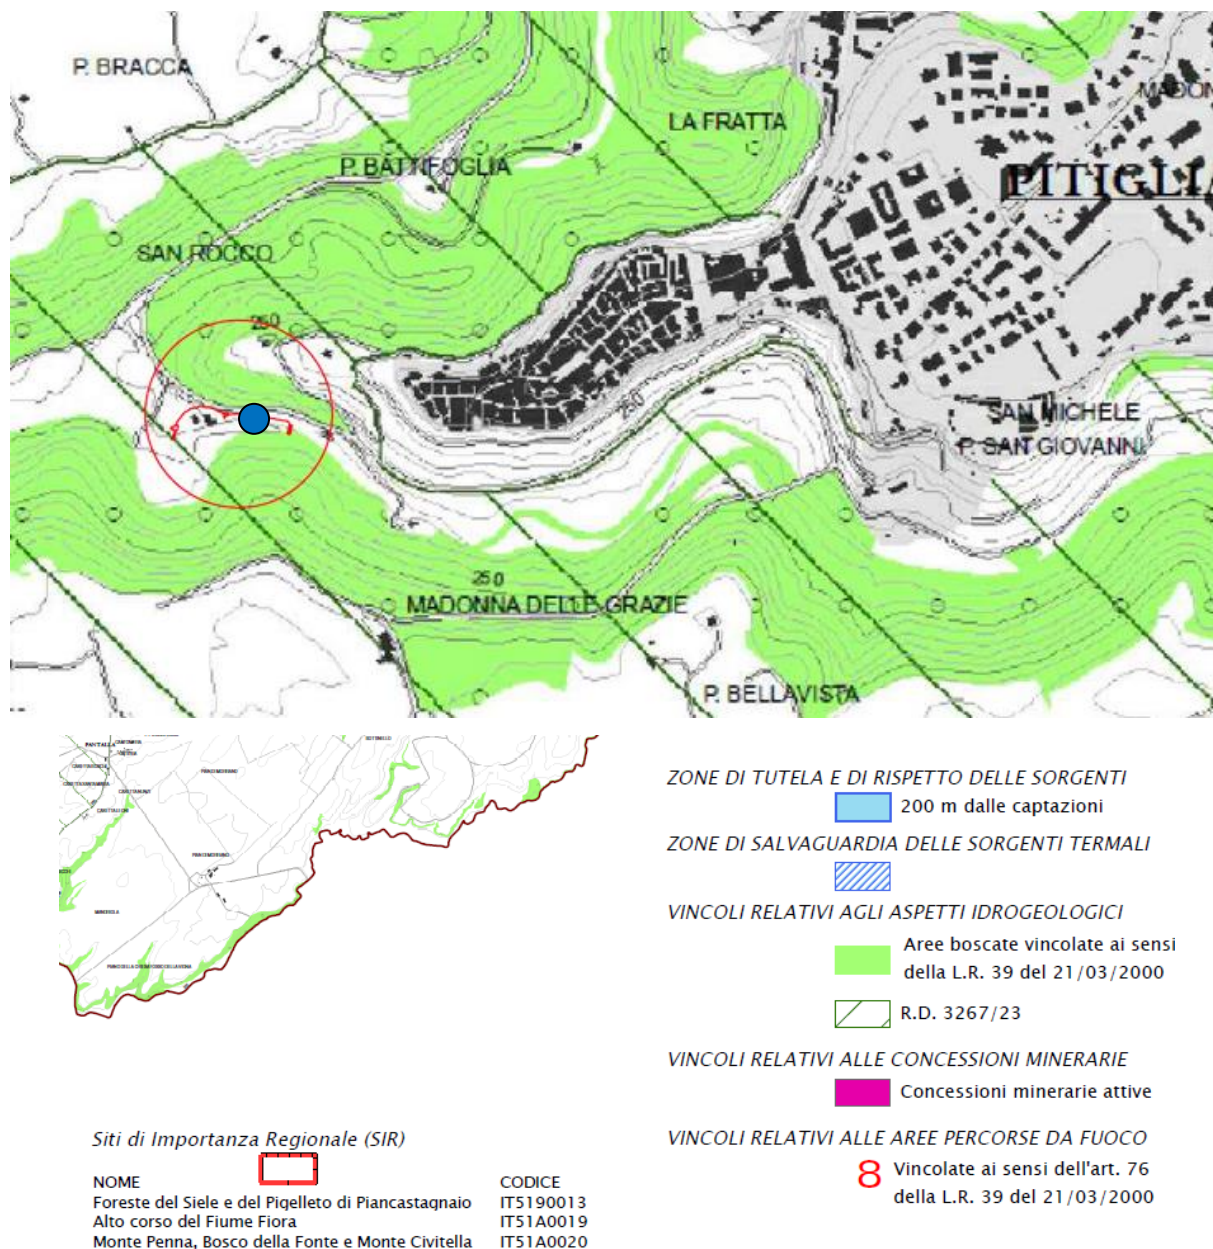 P. BRACCA
LA FRATTA
P. BATTIFOGLIA
SAN ROCCO
250
250
SAN MICHELE
P. SAN GIOVANNI
250
MADONNA DELLE GRAZIE
P. BELLAVISTA
PANTALLA
PIANO DI MORRANO
ZONE DI TUTELA E DI RISPETTO DELLE SORGENTI
200 m dalle captazioni
ZONE DI SALVAGUARDIA DELLE SORGENTI TERMALI
VINCOLI RELATIVI AGLI ASPETTI IDROGEOLOGICI
Aree boscate vincolate ai sensi
della L.R. 39 del 21/03/2000
R.D. 3267/23
VINCOLI RELATIVI ALLE CONCESSIONI MINERARIE
Concessioni minerarie attive
VINCOLI RELATIVI ALLE AREE PERCORSE DA FUOCO
8 Vincolate ai sensi dell'art. 76
della L.R. 39 del 21/03/2000
Siti di Importanza Regionale (SIR)
NOME CODICE
Foreste del Siele e del Pigelleto di Piancastagnaio IT5190013
Alto corso del Fiume Fiora IT51A0019
Monte Penna, Bosco della Fonte e Monte Civitella IT51A0020